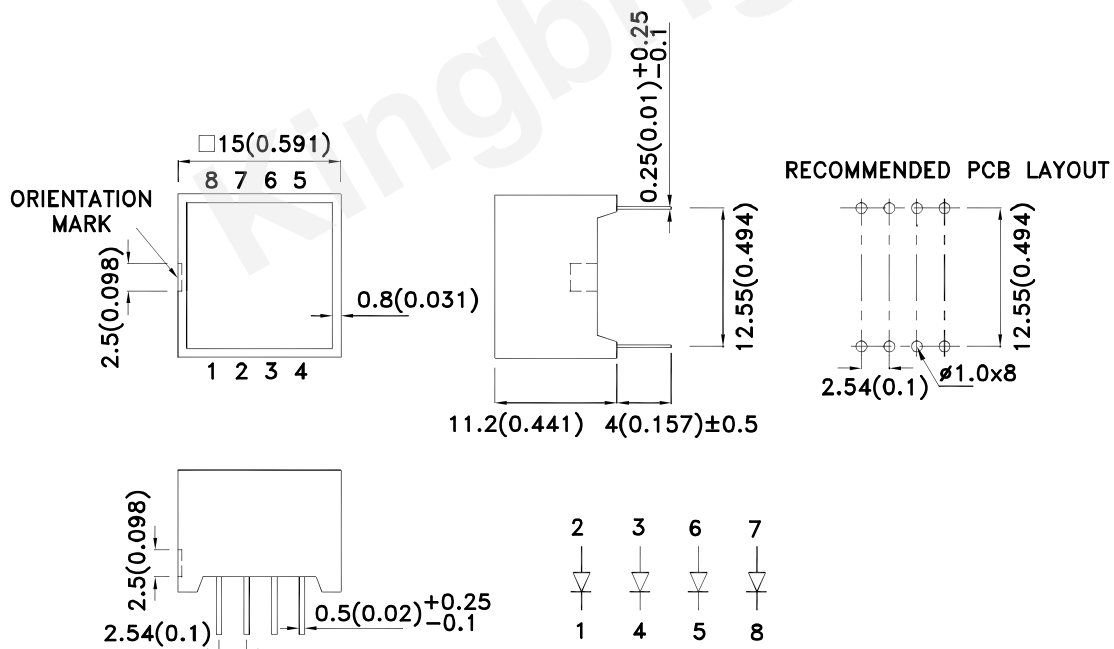 Kingbrig
□15(0.591)
8 7 6 5
ORIENTATION
MARK
2.5(0.098)
0.8(0.031)
1 2 3 4
0.25(0.01)+0.25
-0.1
12.55(0.494)
11.2(0.441) 4(0.157)±0.5
RECOMMENDED PCB LAYOUT
12.55(0.494)
2.54(0.1) ø1.0x8
2.5(0.098)
0.5(0.02)+0.25
-0.1
2.54(0.1)
2 3 6 7
1 4 5 8